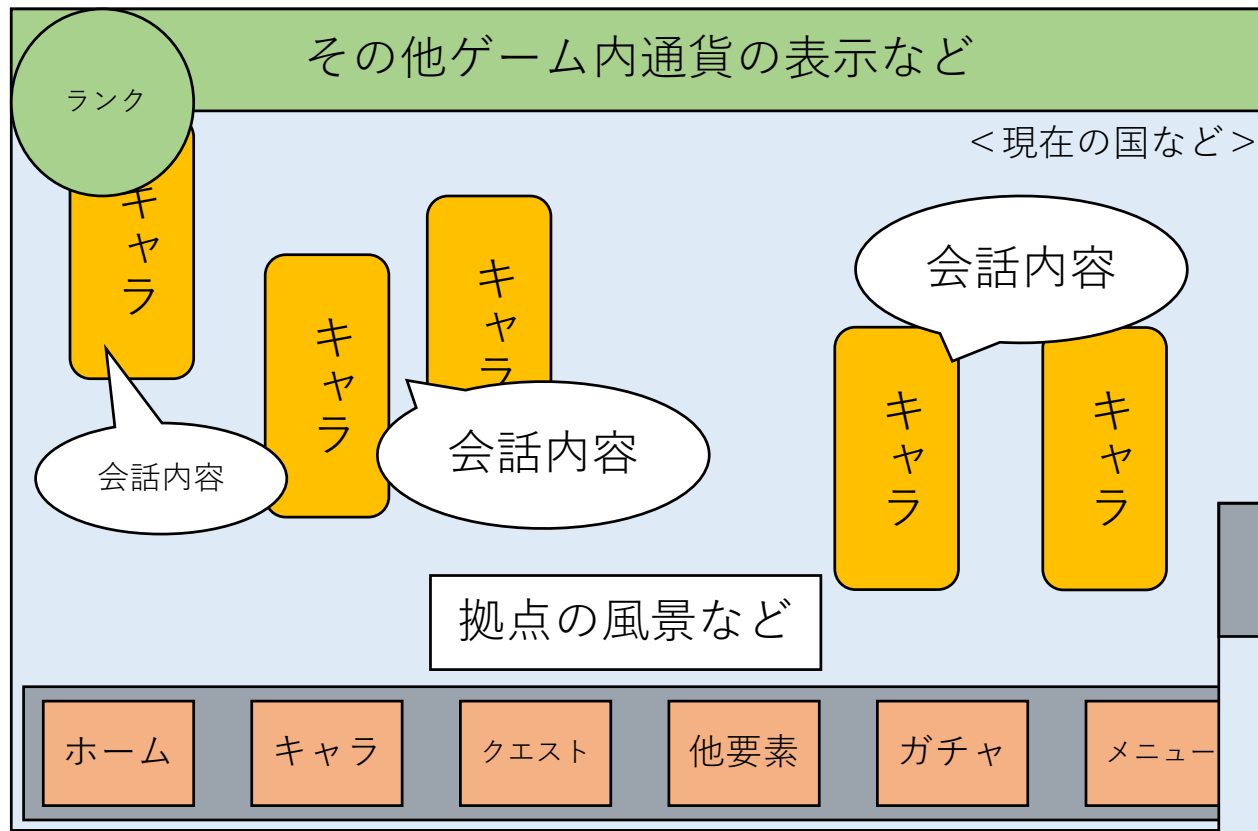 その他ゲーム内通貨の表示など
ランク
＜現在の国など＞
キャラ
キャラ
キャラ
会話内容
キャラ
キャラ
会話内容
会話内容
拠点の風景など
ホーム
キャラ
クエスト
他要素
ガチャ
メニュー